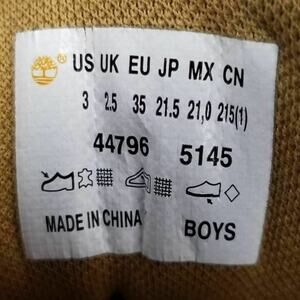 ® US UK EU JP MX CN
3 2.5 35 21.5 21,0 215(1)
44796 5145
MADE IN CHINA BOYS